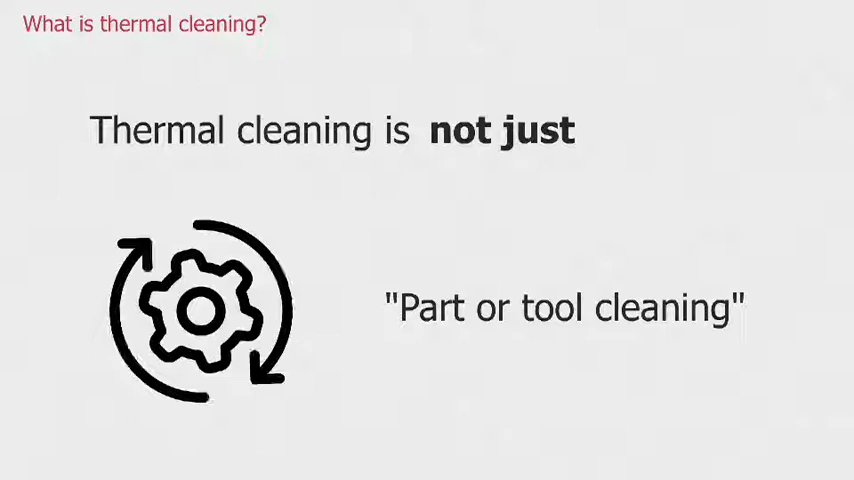 What is thermal cleaning?
Thermal cleaning is not just
"Part or tool cleaning"